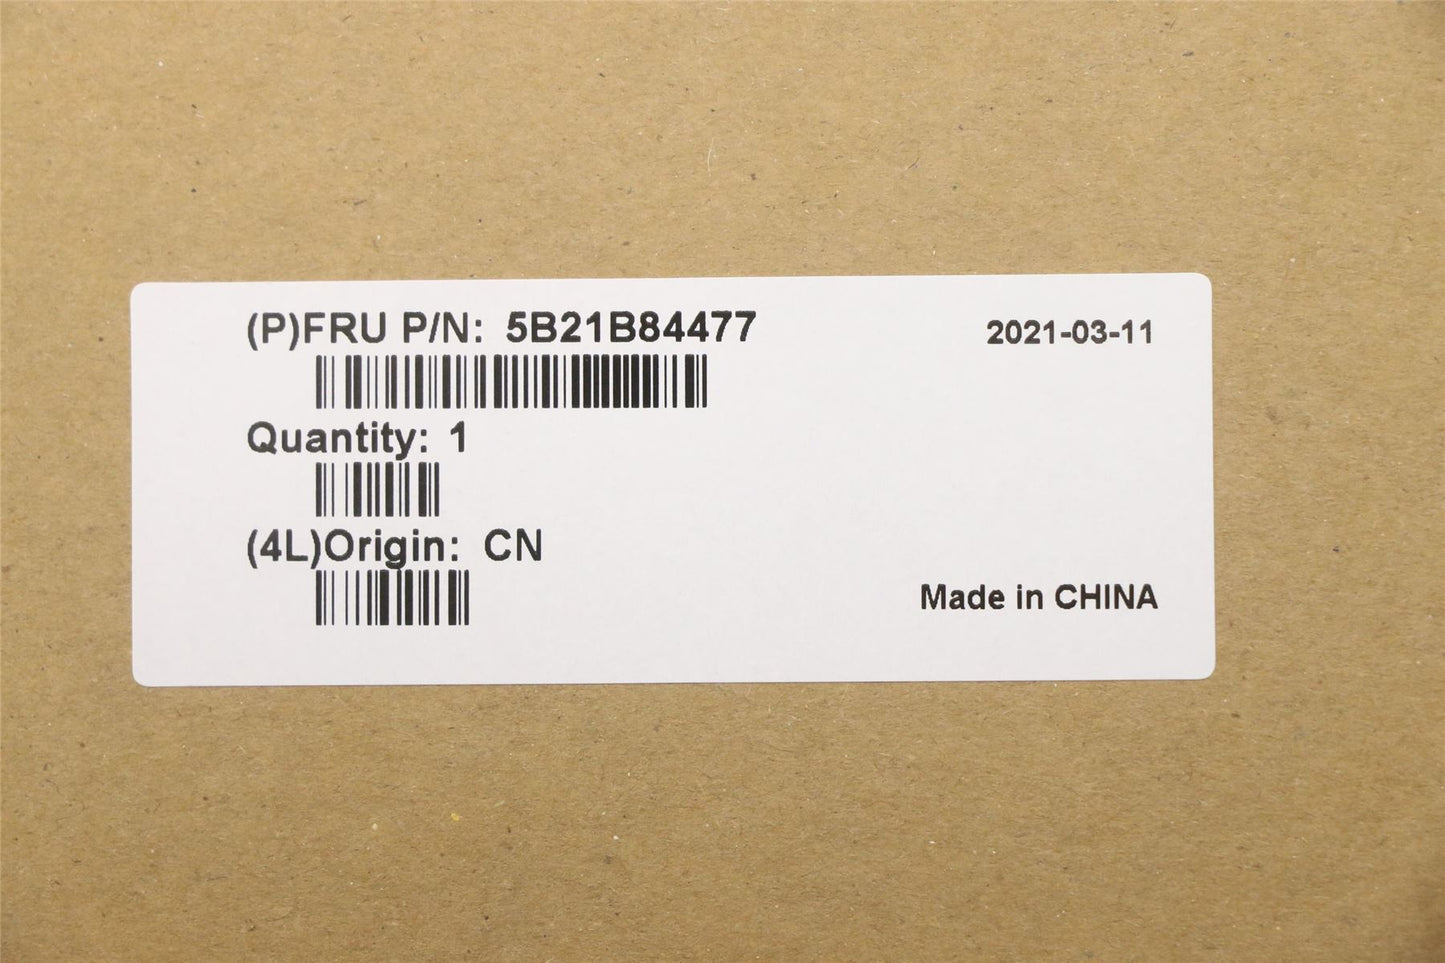 (P)FRU P/N: 5B21B84477
2021-03-11
Quantity: 1
(4L)Origin: CN
Made in CHINA